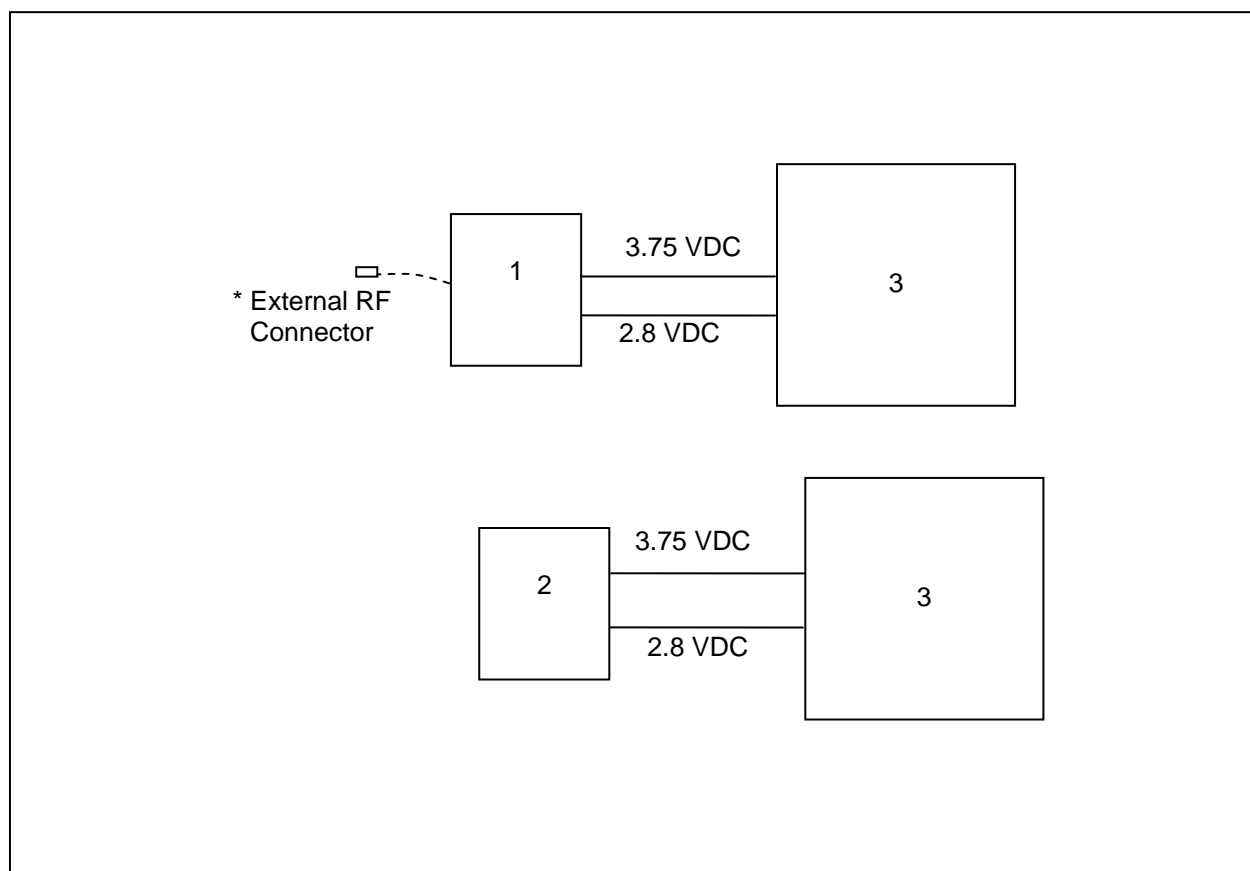 3.75 VDC
1
3
* External RF
Connector
2.8 VDC
3.75 VDC
2
3
2.8 VDC